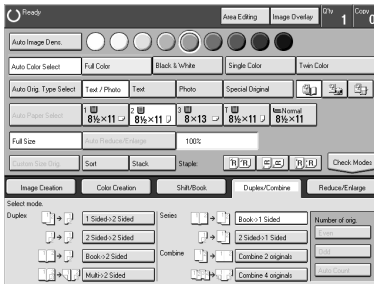 Ready
Area Editing Image Overlay Q'ty 1 Copy 0
Auto Image Dens.
Auto Color Select Full Color Black & White Single Color Twin Color
Auto Orig. Type Select Text / Photo Text Photo Special Original
Auto Paper Select 1 8½×11 2 8½×11 3 8×13 T 8½×11 Normal 8½×11
Full Size Auto Reduce/Enlarge 100%
Custom Size Orig. Sort Stack Staple: Check Modes
Image Creation Color Creation Shift/Book Duplex/Combine Reduce/Enlarge
Select mode.
Duplex 1 Sided->2 Sided Series Book->1 Sided Number of orig.
2 Sided->2 Sided 2 Sided->1 Sided Even
Book->2 Sided Combine Combine 2 originals Odd
Multi->2 Sided Combine 4 originals Auto Count